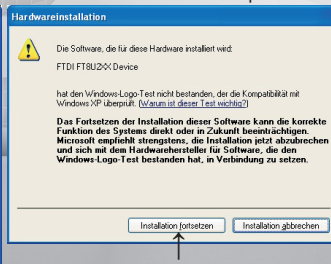 Hardwareinstallation
Die Software, die für diese Hardware installiert wird:
FTDI FT8U2XX Device
hat den Windows-Logo-Test nicht bestanden, der die Kompatibilität mit
Windows XP überprüft. (Warum ist dieser Test wichtig?)
Das Fortsetzen der Installation dieser Software kann die korrekte
Funktion des Systems direkt oder in Zukunft beeinträchtigen.
Microsoft empfiehlt strengstens, die Installation jetzt abzubrechen
und sich mit dem Hardwarehersteller für Software, die den
Windows-Logo-Test bestanden hat, in Verbindung zu setzen.
Installation fortsetzen
Installation abbrechen